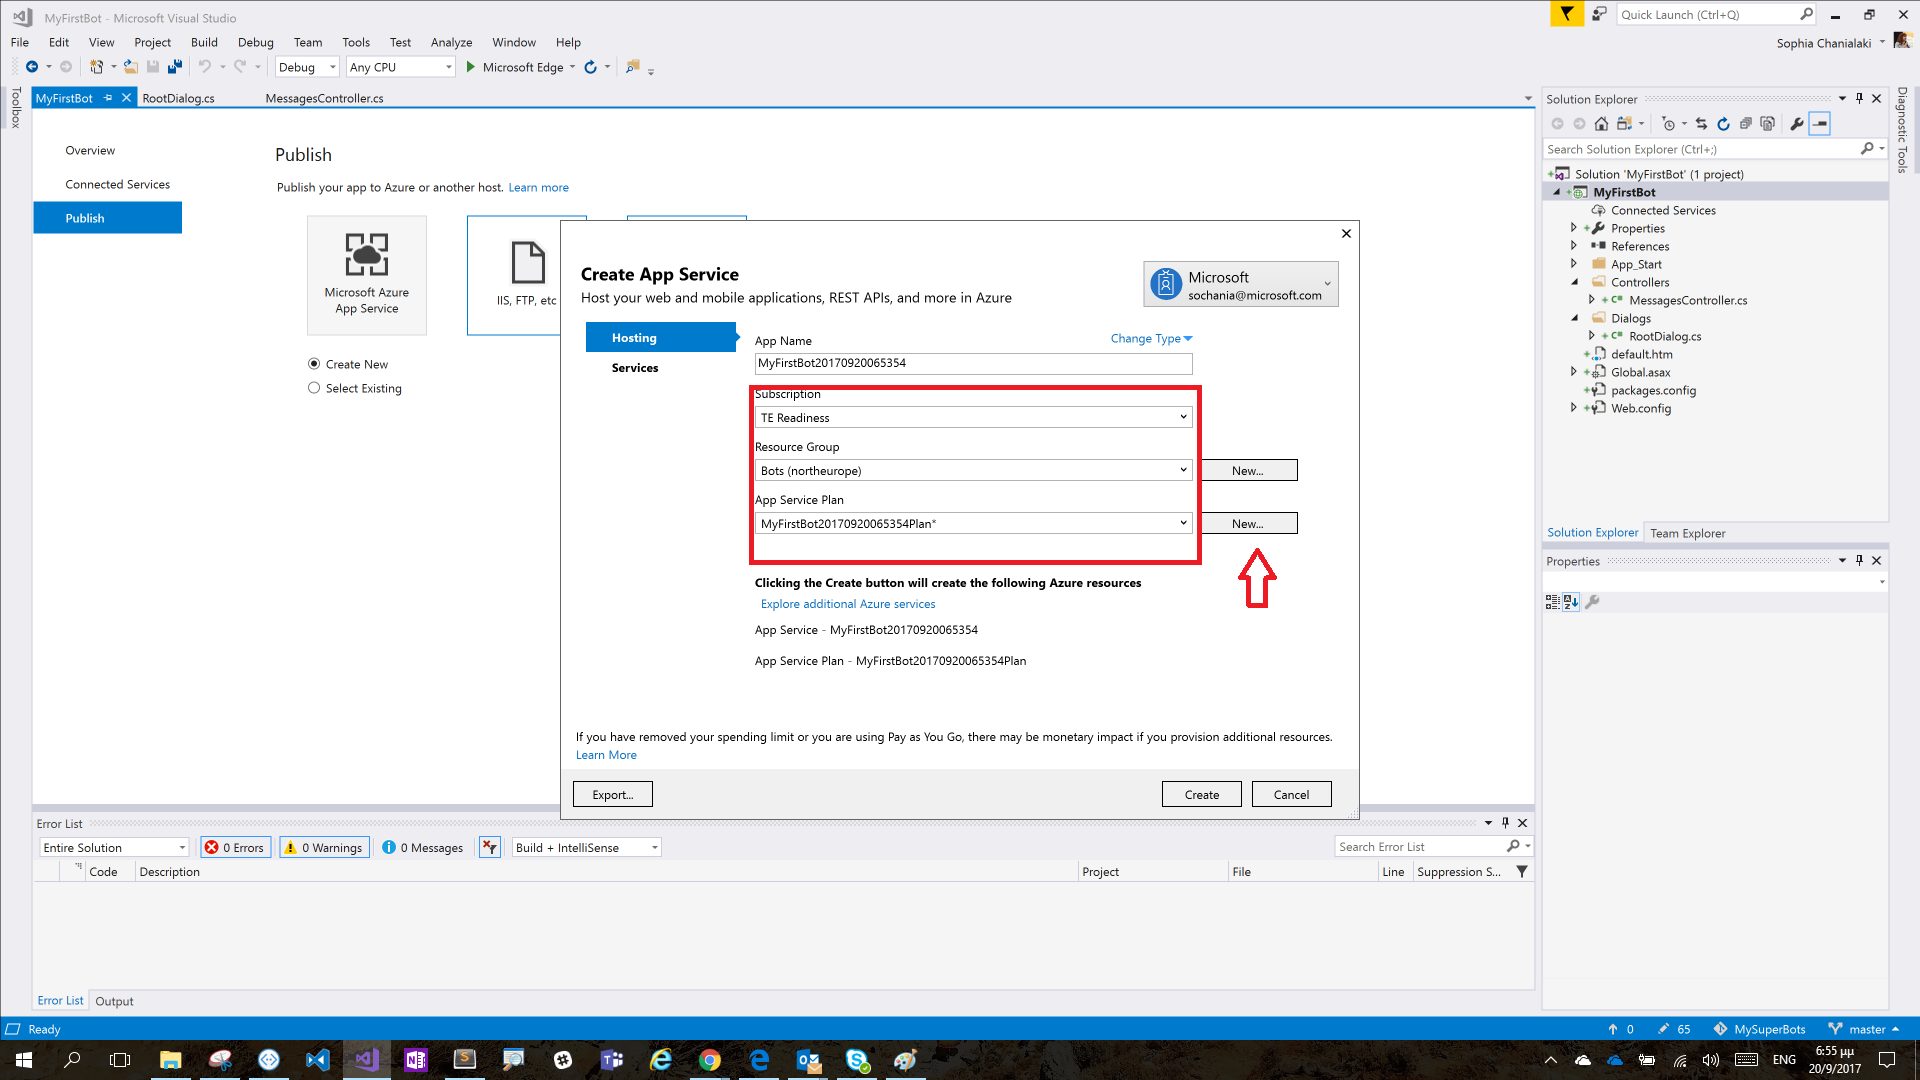 MyFirstBot - Microsoft Visual Studio
Quick Launch (Ctrl+Q)
File Edit View Project Build Debug Team Tools Test Analyze Window Help
Sophia Chanialaki
Debug Any CPU Microsoft Edge
Toolbox
MyFirstBot RootDialog.cs MessagesController.cs
Overview
Connected Services
Publish
Publish
Publish your app to Azure or another host. Learn more
Microsoft Azure
App Service
IIS, FTP, etc
Create New
Select Existing
Create App Service
Host your web and mobile applications, REST APIs, and more in Azure
Microsoft
sochania@microsoft.com
Hosting
Services
App Name
Change Type
MyFirstBot20170920065354
Subscription
TE Readiness
Resource Group
Bots (northeurope)
New...
App Service Plan
MyFirstBot20170920065354Plan*
New...
Clicking the Create button will create the following Azure resources
Explore additional Azure services
App Service - MyFirstBot20170920065354
App Service Plan - MyFirstBot20170920065354Plan
If you have removed your spending limit or you are using Pay as You Go, there may be monetary impact if you provision additional resources.
Learn More
Export...
Create
Cancel
Solution Explorer
Search Solution Explorer (Ctrl+;)
Solution 'MyFirstBot' (1 project)
MyFirstBot
Connected Services
Properties
References
App_Start
Controllers
MessagesController.cs
Dialogs
RootDialog.cs
default.htm
Global.asax
packages.config
Web.config
Solution Explorer Team Explorer
Properties
Diagnostic Tools
Error List
Entire Solution 0 Errors 0 Warnings 0 Messages Build + IntelliSense
Search Error List
Code Description Project File Line Suppression S...
Error List Output
Ready
0 65 MySuperBots master
ENG
6:55 μμ
20/9/2017